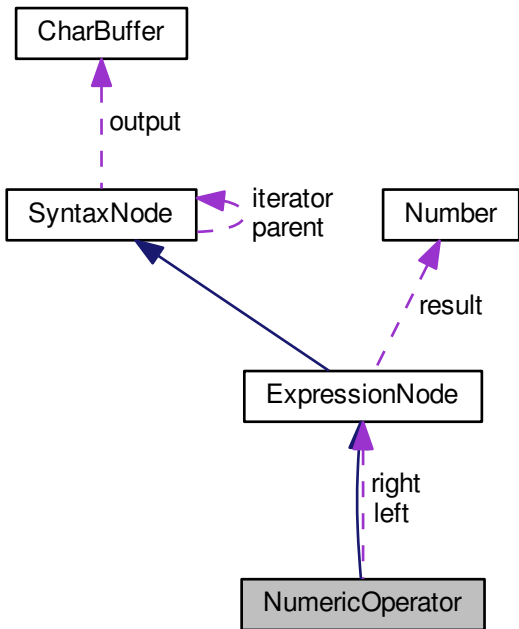 CharBuffer
output
SyntaxNode
iterator
parent
Number
result
ExpressionNode
right
left
NumericOperator